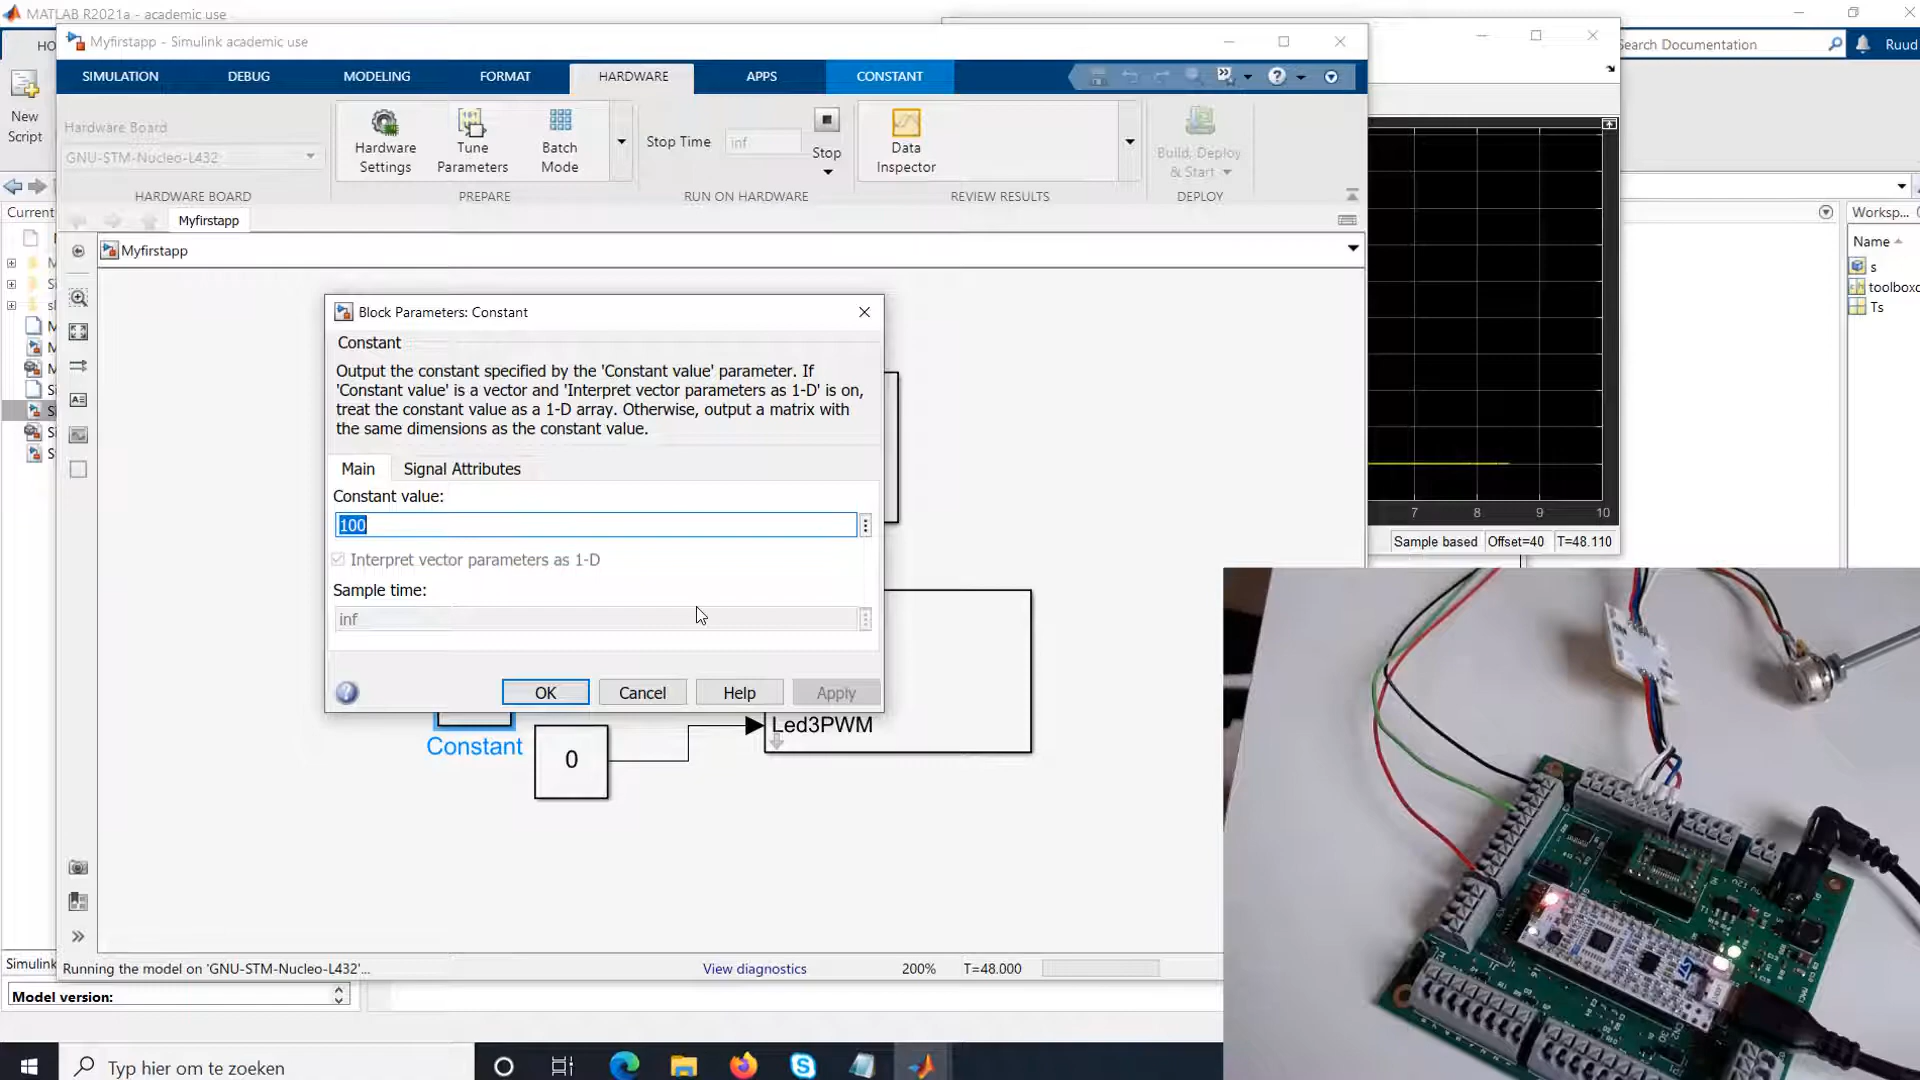 MATLAB R2021a - academic use
Myfirstapp - Simulink academic use
HO
SIMULATION
DEBUG
MODELING
FORMAT
HARDWARE
APPS
CONSTANT
Search Documentation
Ruud
New
Script
Hardware Board
GNU-STM-Nucleo-L432
Hardware
Settings
Tune
Parameters
Batch
Mode
Stop Time
inf
Stop
Data
Inspector
Build, Deploy
& Start
HARDWARE BOARD
PREPARE
RUN ON HARDWARE
REVIEW RESULTS
DEPLOY
Current
Myfirstapp
Myfirstapp
Worksp...
Name
s
toolboxd
Ts
Block Parameters: Constant
Constant
Output the constant specified by the 'Constant value' parameter. If
'Constant value' is a vector and 'Interpret vector parameters as 1-D' is on,
treat the constant value as a 1-D array. Otherwise, output a matrix with
the same dimensions as the constant value.
Main
Signal Attributes
Constant value:
100
Interpret vector parameters as 1-D
Sample time:
inf
OK
Cancel
Help
Apply
7
8
9
10
Sample based
Offset=40
T=48.110
Led3PWM
Constant
0
Simulink
Running the model on 'GNU-STM-Nucleo-L432'...
View diagnostics
200%
T=48.000
Model version:
Typ hier om te zoeken